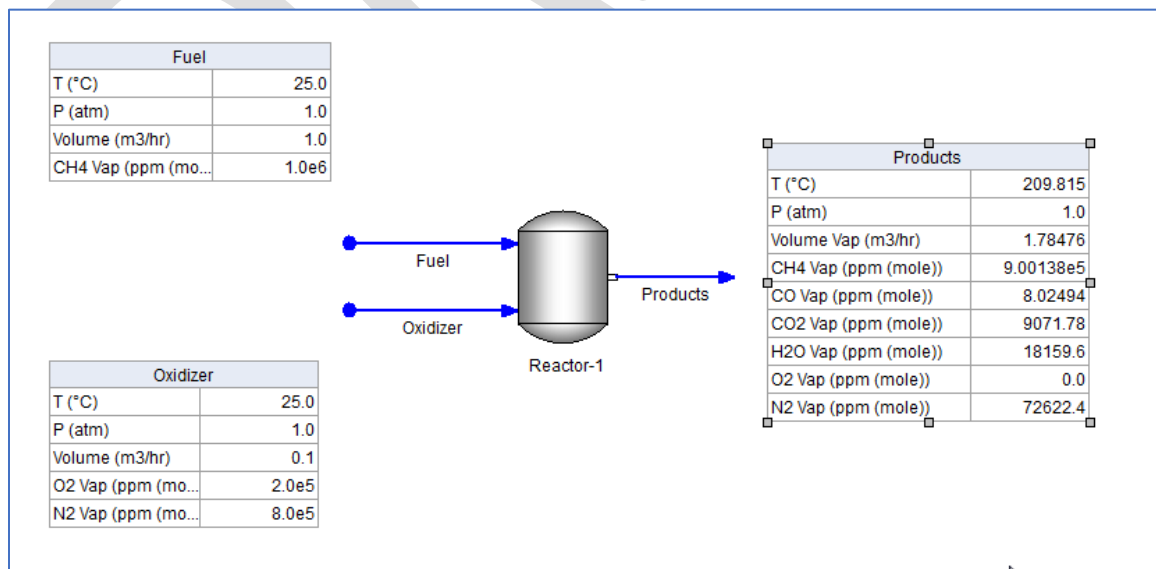 Fuel
T (°C) 25.0
P (atm) 1.0
Volume (m3/hr) 1.0
CH4 Vap (ppm (mo... 1.0e6
Fuel
Oxidizer
Reactor-1
Products
Oxidizer
T (°C) 25.0
P (atm) 1.0
Volume (m3/hr) 0.1
O2 Vap (ppm (mo... 2.0e5
N2 Vap (ppm (mo... 8.0e5
Products
T (°C) 209.815
P (atm) 1.0
Volume Vap (m3/hr) 1.78476
CH4 Vap (ppm (mole)) 9.00138e5
CO Vap (ppm (mole)) 8.02494
CO2 Vap (ppm (mole)) 9071.78
H2O Vap (ppm (mole)) 18159.6
O2 Vap (ppm (mole)) 0.0
N2 Vap (ppm (mole)) 72622.4